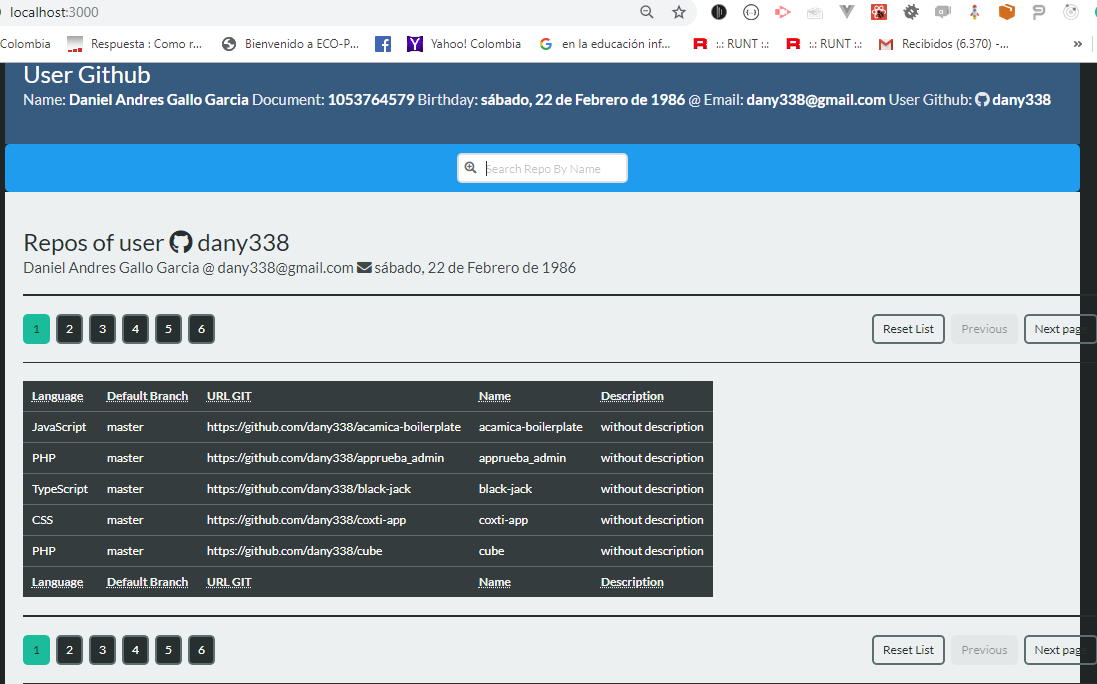 localhost:3000
Colombia Respuesta : Como r... Bienvenido a ECO-P... Yahoo! Colombia en la educación inf... :.: RUNT :.: :.: RUNT :.: Recibidos (6.370) -... »
User Github
Name: Daniel Andres Gallo Garcia Document: 1053764579 Birthday: sábado, 22 de Febrero de 1986 @ Email: dany338@gmail.com User Github: dany338
Search Repo By Name
Repos of user dany338
Daniel Andres Gallo Garcia @ dany338@gmail.com sábado, 22 de Febrero de 1986
1 2 3 4 5 6 Reset List Previous Next page
Language Default Branch URL GIT Name Description
JavaScript master https://github.com/dany338/acamica-boilerplate acamica-boilerplate without description
PHP master https://github.com/dany338/apprueba_admin apprueba_admin without description
TypeScript master https://github.com/dany338/black-jack black-jack without description
CSS master https://github.com/dany338/coxti-app coxti-app without description
PHP master https://github.com/dany338/cube cube without description
Language Default Branch URL GIT Name Description
1 2 3 4 5 6 Reset List Previous Next page